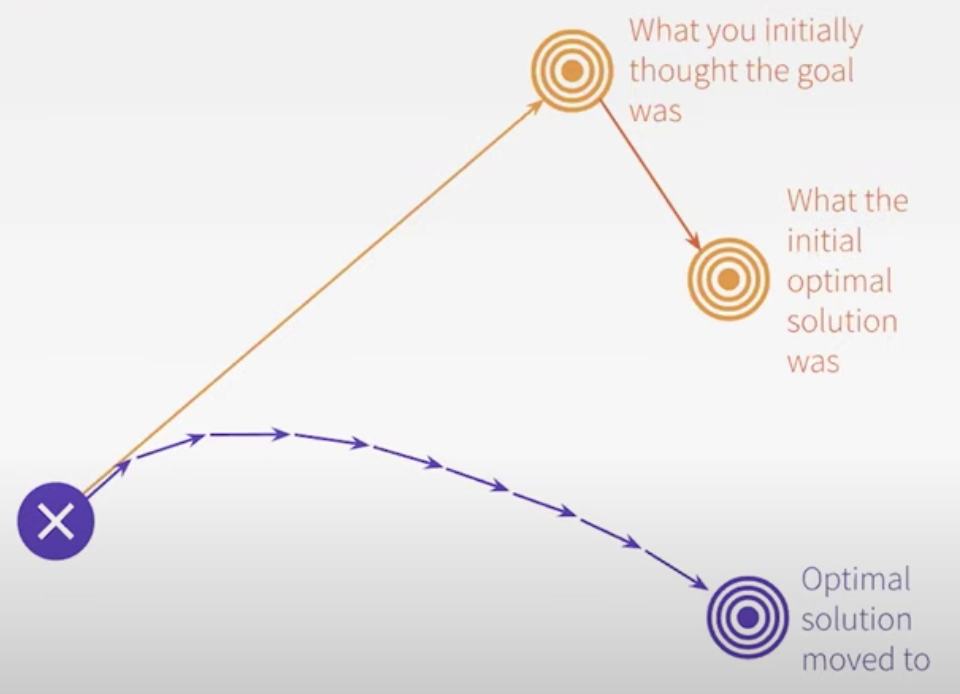 What you initially
thought the goal
was
What the
initial
optimal
solution
was
Optimal
solution
moved to